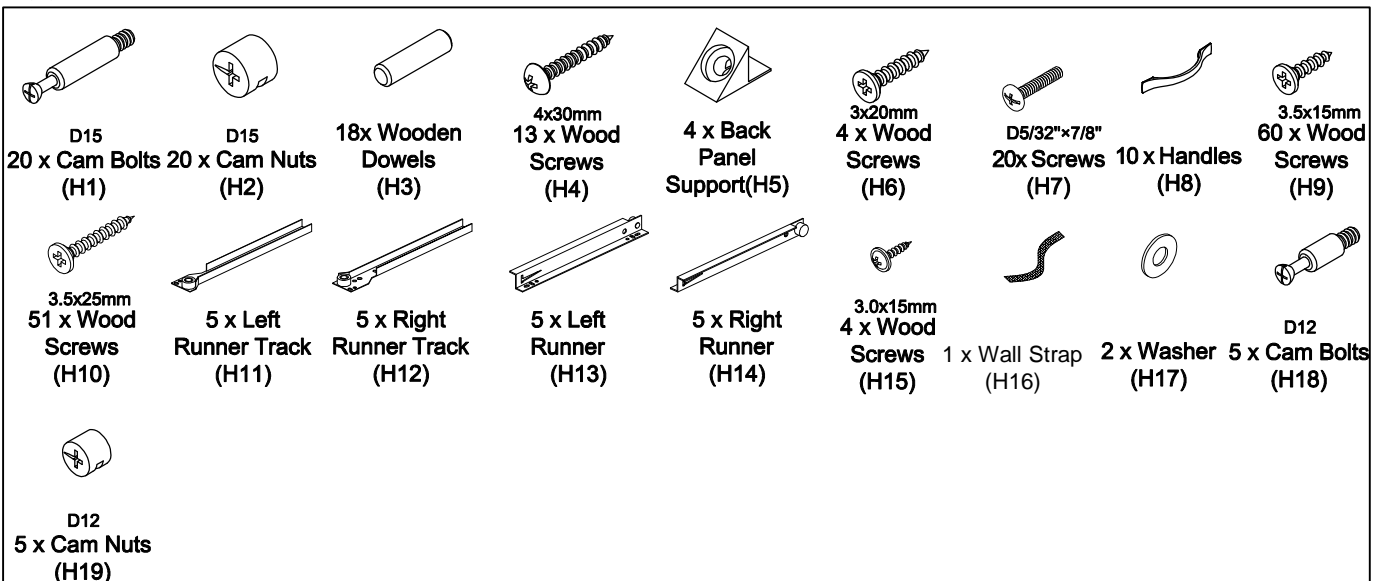 D15
20 x Cam Bolts
(H1)
D15
20 x Cam Nuts
(H2)
18x Wooden
Dowels
(H3)
4x30mm
13 x Wood
Screws
(H4)
4 x Back
Panel
Support(H5)
3x20mm
4 x Wood
Screws
(H6)
D5/32"×7/8"
20x Screws
(H7)
10 x Handles
(H8)
3.5x15mm
60 x Wood
Screws
(H9)
3.5x25mm
51 x Wood
Screws
(H10)
5 x Left
Runner Track
(H11)
5 x Right
Runner Track
(H12)
5 x Left
Runner
(H13)
5 x Right
Runner
(H14)
3.0x15mm
4 x Wood
Screws
(H15)
1 x Wall Strap
(H16)
2 x Washer
(H17)
D12
5 x Cam Bolts
(H18)
D12
5 x Cam Nuts
(H19)